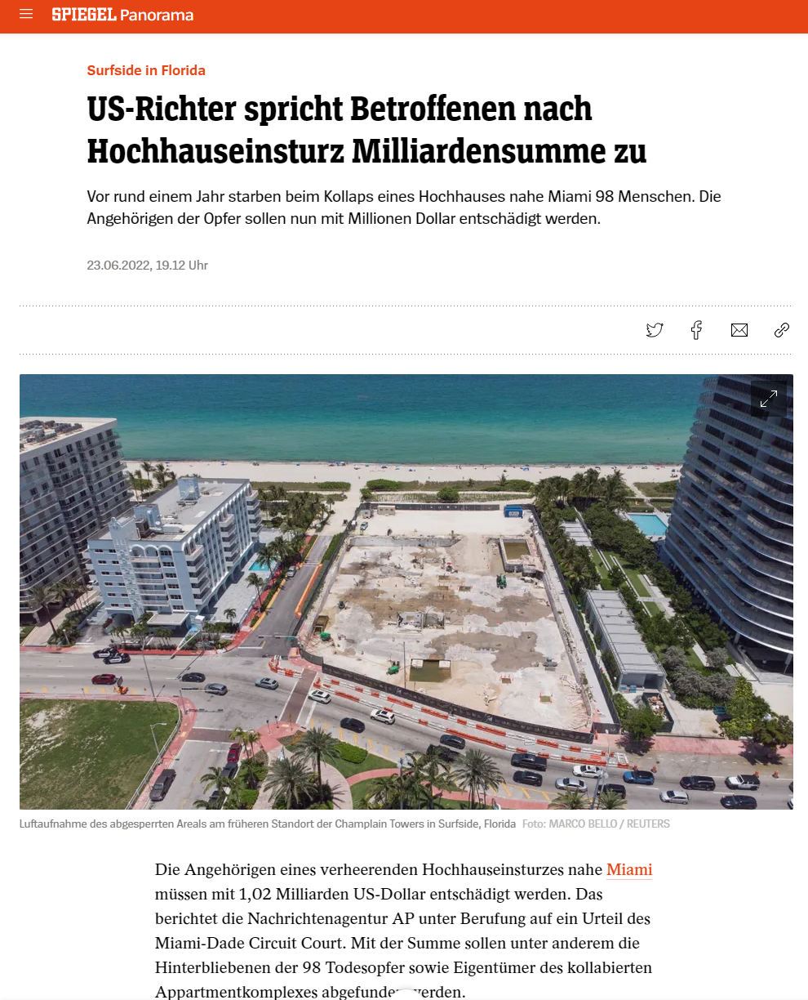 SPIEGEL Panorama
Surfside in Florida
US-Richter spricht Betroffenen nach
Hochhauseinsturz Milliardensumme zu
Vor rund einem Jahr starben beim Kollaps eines Hochhauses nahe Miami 98 Menschen. Die
Angehörigen der Opfer sollen nun mit Millionen Dollar entschädigt werden.
23.06.2022, 19.12 Uhr
Luftaufnahme des abgesperrten Areals am früheren Standort der Champlain Towers in Surfside, Florida Foto: MARCO BELLO / REUTERS
Die Angehörigen eines verheerenden Hochhauseinsturzes nahe Miami
müssen mit 1,02 Milliarden US-Dollar entschädigt werden. Das
berichtet die Nachrichtenagentur AP unter Berufung auf ein Urteil des
Miami-Dade Circuit Court. Mit der Summe sollen unter anderem die
Hinterbliebenen der 98 Todesopfer sowie Eigentümer des kollabierten
Appartmentkomplexes abgefunden werden.